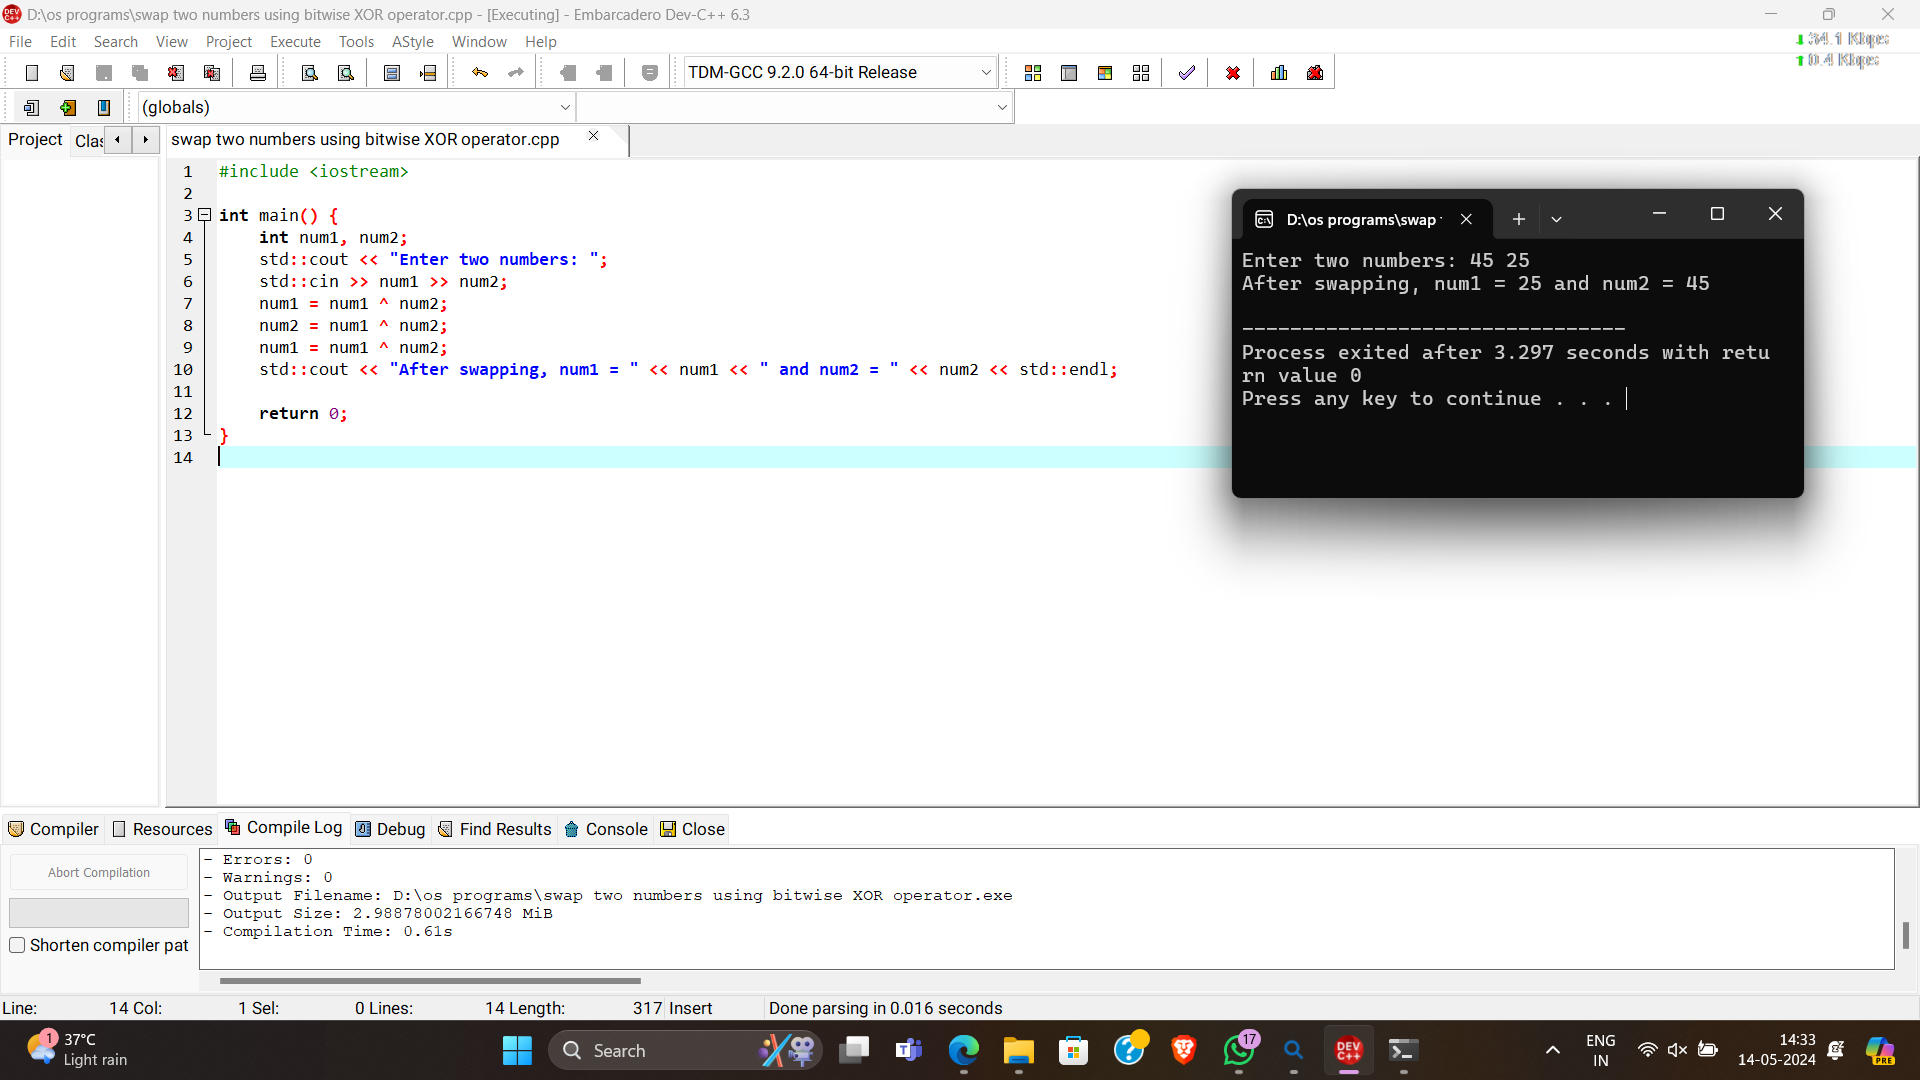 D:\os programs\swap two numbers using bitwise XOR operator.cpp - [Executing] - Embarcadero Dev-C++ 6.3
File Edit Search View Project Execute Tools AStyle Window Help
34.1 Kbps
0.4 Kbps
TDM-GCC 9.2.0 64-bit Release
(globals)
Project Clas
swap two numbers using bitwise XOR operator.cpp
1 #include <iostream>
2
3 int main() {
4 int num1, num2;
5 std::cout << "Enter two numbers: ";
6 std::cin >> num1 >> num2;
7 num1 = num1 ^ num2;
8 num2 = num1 ^ num2;
9 num1 = num1 ^ num2;
10 std::cout << "After swapping, num1 = " << num1 << " and num2 = " << num2 << std::endl;
11
12 return 0;
13 }
14
D:\os programs\swap
Enter two numbers: 45 25
After swapping, num1 = 25 and num2 = 45
--------------------------------
Process exited after 3.297 seconds with retu
rn value 0
Press any key to continue . . .
Compiler Resources Compile Log Debug Find Results Console Close
Abort Compilation
Shorten compiler pat
- Errors: 0
- Warnings: 0
- Output Filename: D:\os programs\swap two numbers using bitwise XOR operator.exe
- Output Size: 2.98878002166748 MiB
- Compilation Time: 0.61s
Line: 14 Col: 1 Sel: 0 Lines: 14 Length: 317 Insert Done parsing in 0.016 seconds
1
37°C
Light rain
Search
17
DEV C++
ENG
IN
14:33
14-05-2024
PRE